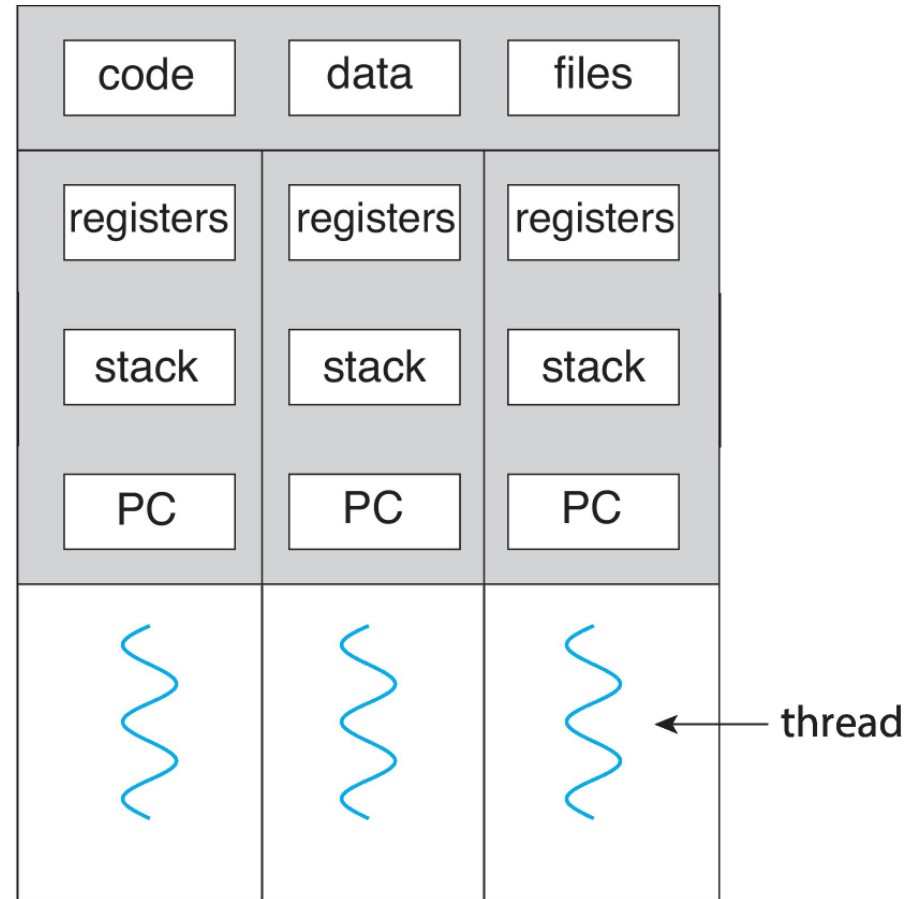 code data files
registers registers registers
stack stack stack
PC PC PC
thread